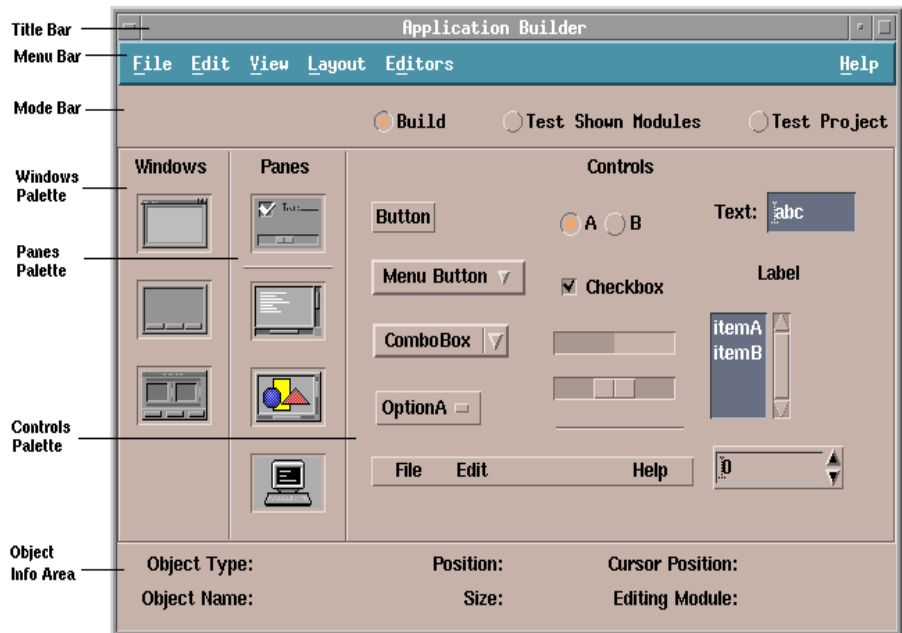 Title Bar
Application Builder
Menu Bar
File Edit View Layout Editors Help
Mode Bar
Build Test Shown Modules Test Project
Windows Palette
Panes Palette
Controls Palette
Object Info Area
Windows
Panes
Text:
Controls
Button
A B
Text: abc
Menu Button
Checkbox
Label
ComboBox
itemA
itemB
OptionA
File Edit Help
0
Object Type: Position: Cursor Position:
Object Name: Size: Editing Module: